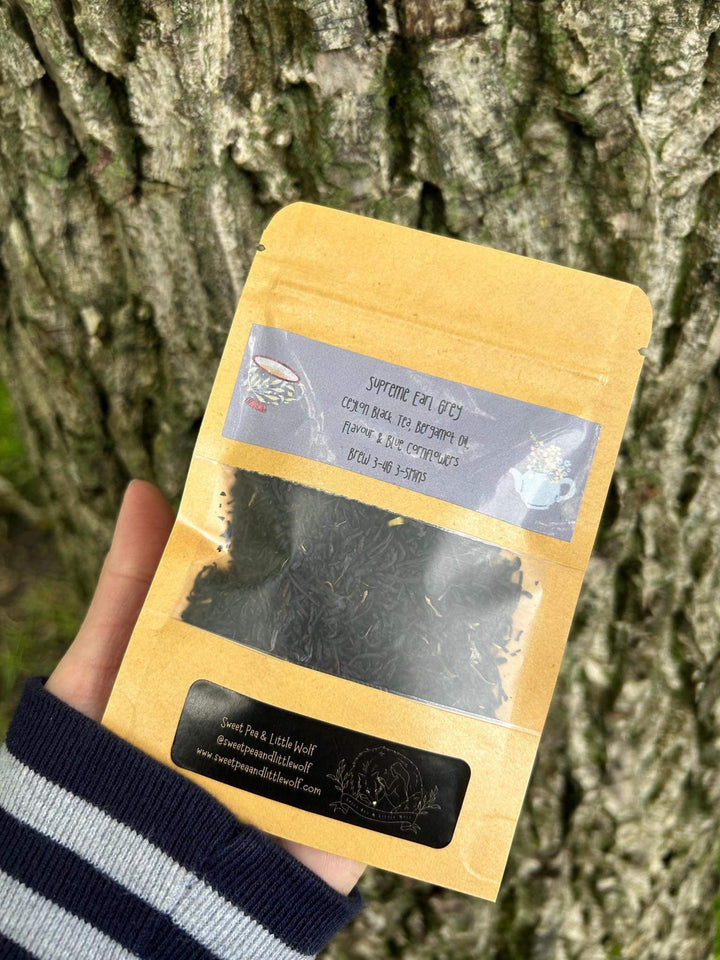 Supreme Earl Grey
Ceylon Black Tea, Bergamot Oil
Flavour & Blue Cornflowers
Brew 3-4G 3-5Mins
Sweet Pea & Little Wolf
@sweetpeaandlittlewolf
www.sweetpeaandlittlewolf.com